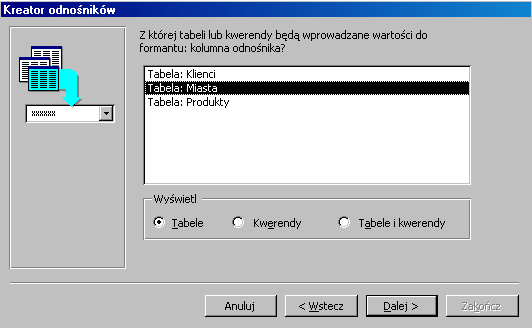 Kreator odnośników
Z której tabeli lub kwerendy będą wprowadzane wartości do
formantu: kolumna odnośnika?
xxxxxx
Tabela: Klienci
Tabela: Miasta
Tabela: Produkty
Wyświetl
Tabele Kwerendy Tabele i kwerendy
Anuluj < Wstecz Dalej > Zakończ